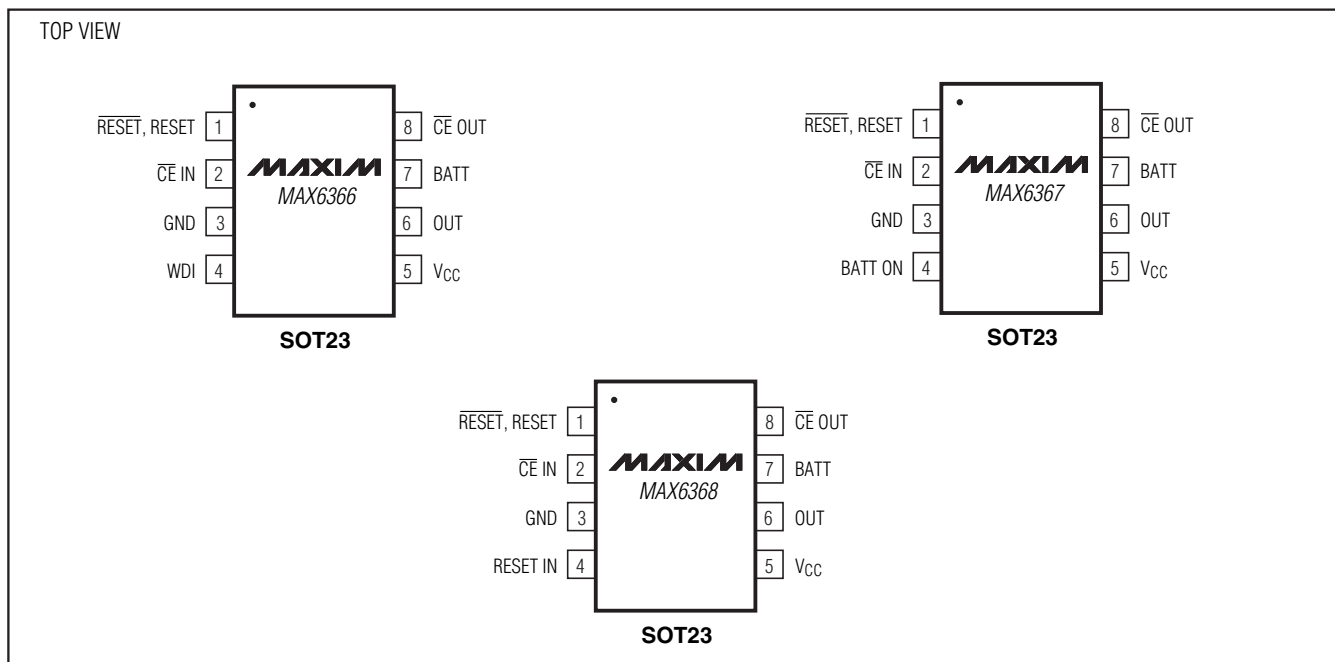 TOP VIEW
RESET, RESET 1
CE IN 2
GND 3
WDI 4
MAXIM
MAX6366
8 CE OUT
7 BATT
6 OUT
5 VCC
SOT23
RESET, RESET 1
CE IN 2
GND 3
BATT ON 4
MAXIM
MAX6367
8 CE OUT
7 BATT
6 OUT
5 VCC
SOT23
RESET, RESET 1
CE IN 2
GND 3
RESET IN 4
MAXIM
MAX6368
8 CE OUT
7 BATT
6 OUT
5 VCC
SOT23